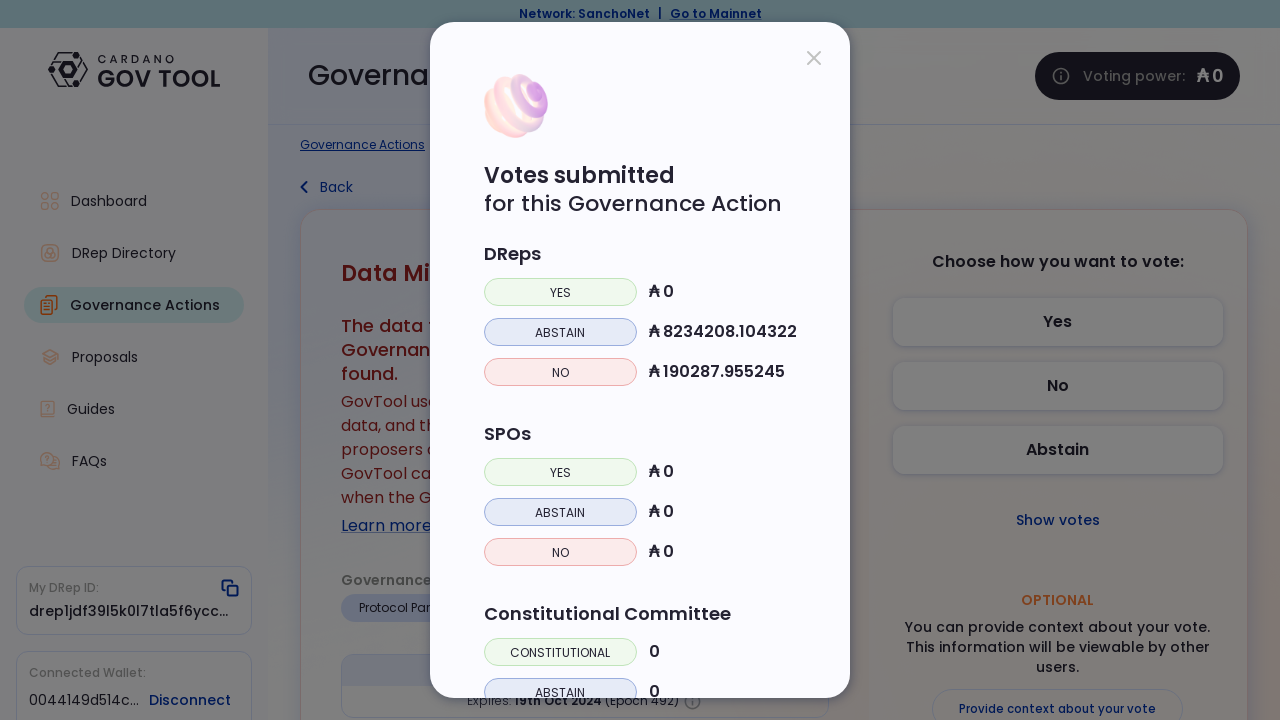 Network: SanchoNet | Go to Mainnet
CARDANO
GOV TOOL
Governa
Voting power: ₳ 0
Governance Actions
Back
Dashboard
DRep Directory
Governance Actions
Proposals
Guides
FAQs
My DRep ID:
drep1jdf39l5k0l7tla5f6ycc...
Connected Wallet:
0044149d514c... Disconnect
Data Mi
The data
Governan
found.
GovTool us
data, and th
proposers
GovTool ca
when the G
Learn more
Governance
Protocol Par
Expires: 19th Oct 2024 (Epoch 492)
Votes submitted
for this Governance Action
DReps
YES ₳ 0
ABSTAIN ₳ 8234208.104322
NO ₳ 190287.955245
SPOs
YES ₳ 0
ABSTAIN ₳ 0
NO ₳ 0
Constitutional Committee
CONSTITUTIONAL 0
ABSTAIN 0
Choose how you want to vote:
Yes
No
Abstain
Show votes
OPTIONAL
You can provide context about your vote.
This information will be viewable by other
users.
Provide context about your vote